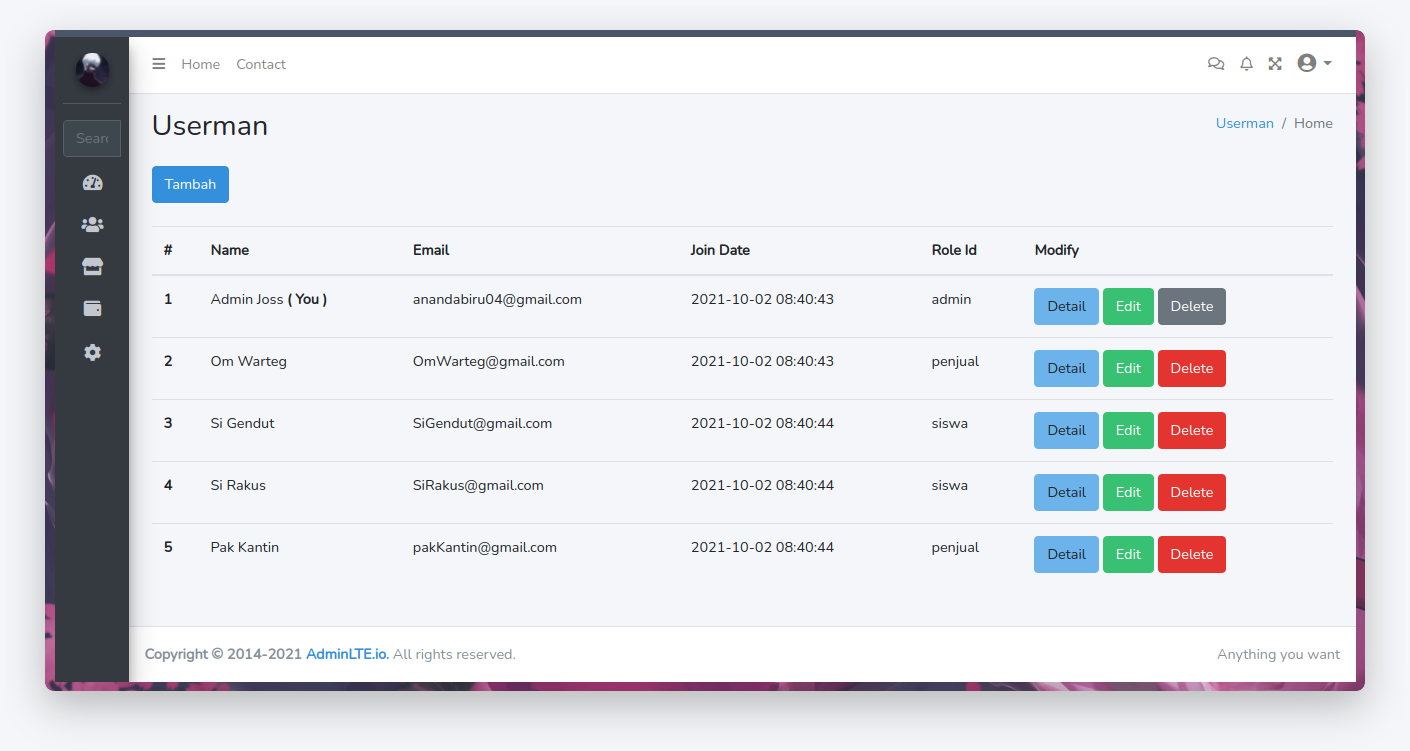 Home Contact
Sear
Userman
Userman / Home
Tambah
# Name Email Join Date Role Id Modify
1 Admin Joss ( You ) anandabiru04@gmail.com 2021-10-02 08:40:43 admin Detail Edit Delete
2 Om Warteg OmWarteg@gmail.com 2021-10-02 08:40:43 penjual Detail Edit Delete
3 Si Gendut SiGendut@gmail.com 2021-10-02 08:40:44 siswa Detail Edit Delete
4 Si Rakus SiRakus@gmail.com 2021-10-02 08:40:44 siswa Detail Edit Delete
5 Pak Kantin pakKantin@gmail.com 2021-10-02 08:40:44 penjual Detail Edit Delete
Copyright © 2014-2021 AdminLTE.io. All rights reserved. Anything you want